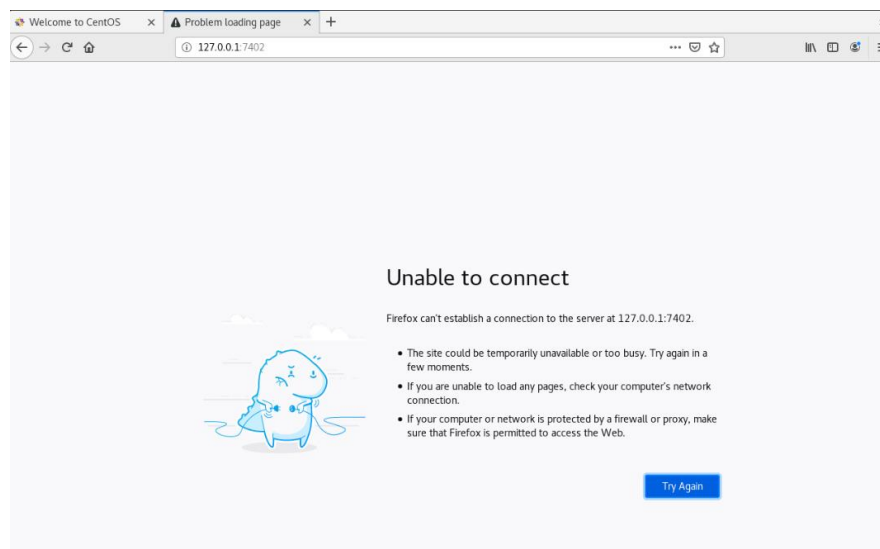 Welcome to CentOS
Problem loading page
127.0.0.1:7402
Unable to connect
Firefox can't establish a connection to the server at 127.0.0.1:7402.
• The site could be temporarily unavailable or too busy. Try again in a
few moments.
• If you are unable to load any pages, check your computer's network
connection.
• If your computer or network is protected by a firewall or proxy, make
sure that Firefox is permitted to access the Web.
Try Again